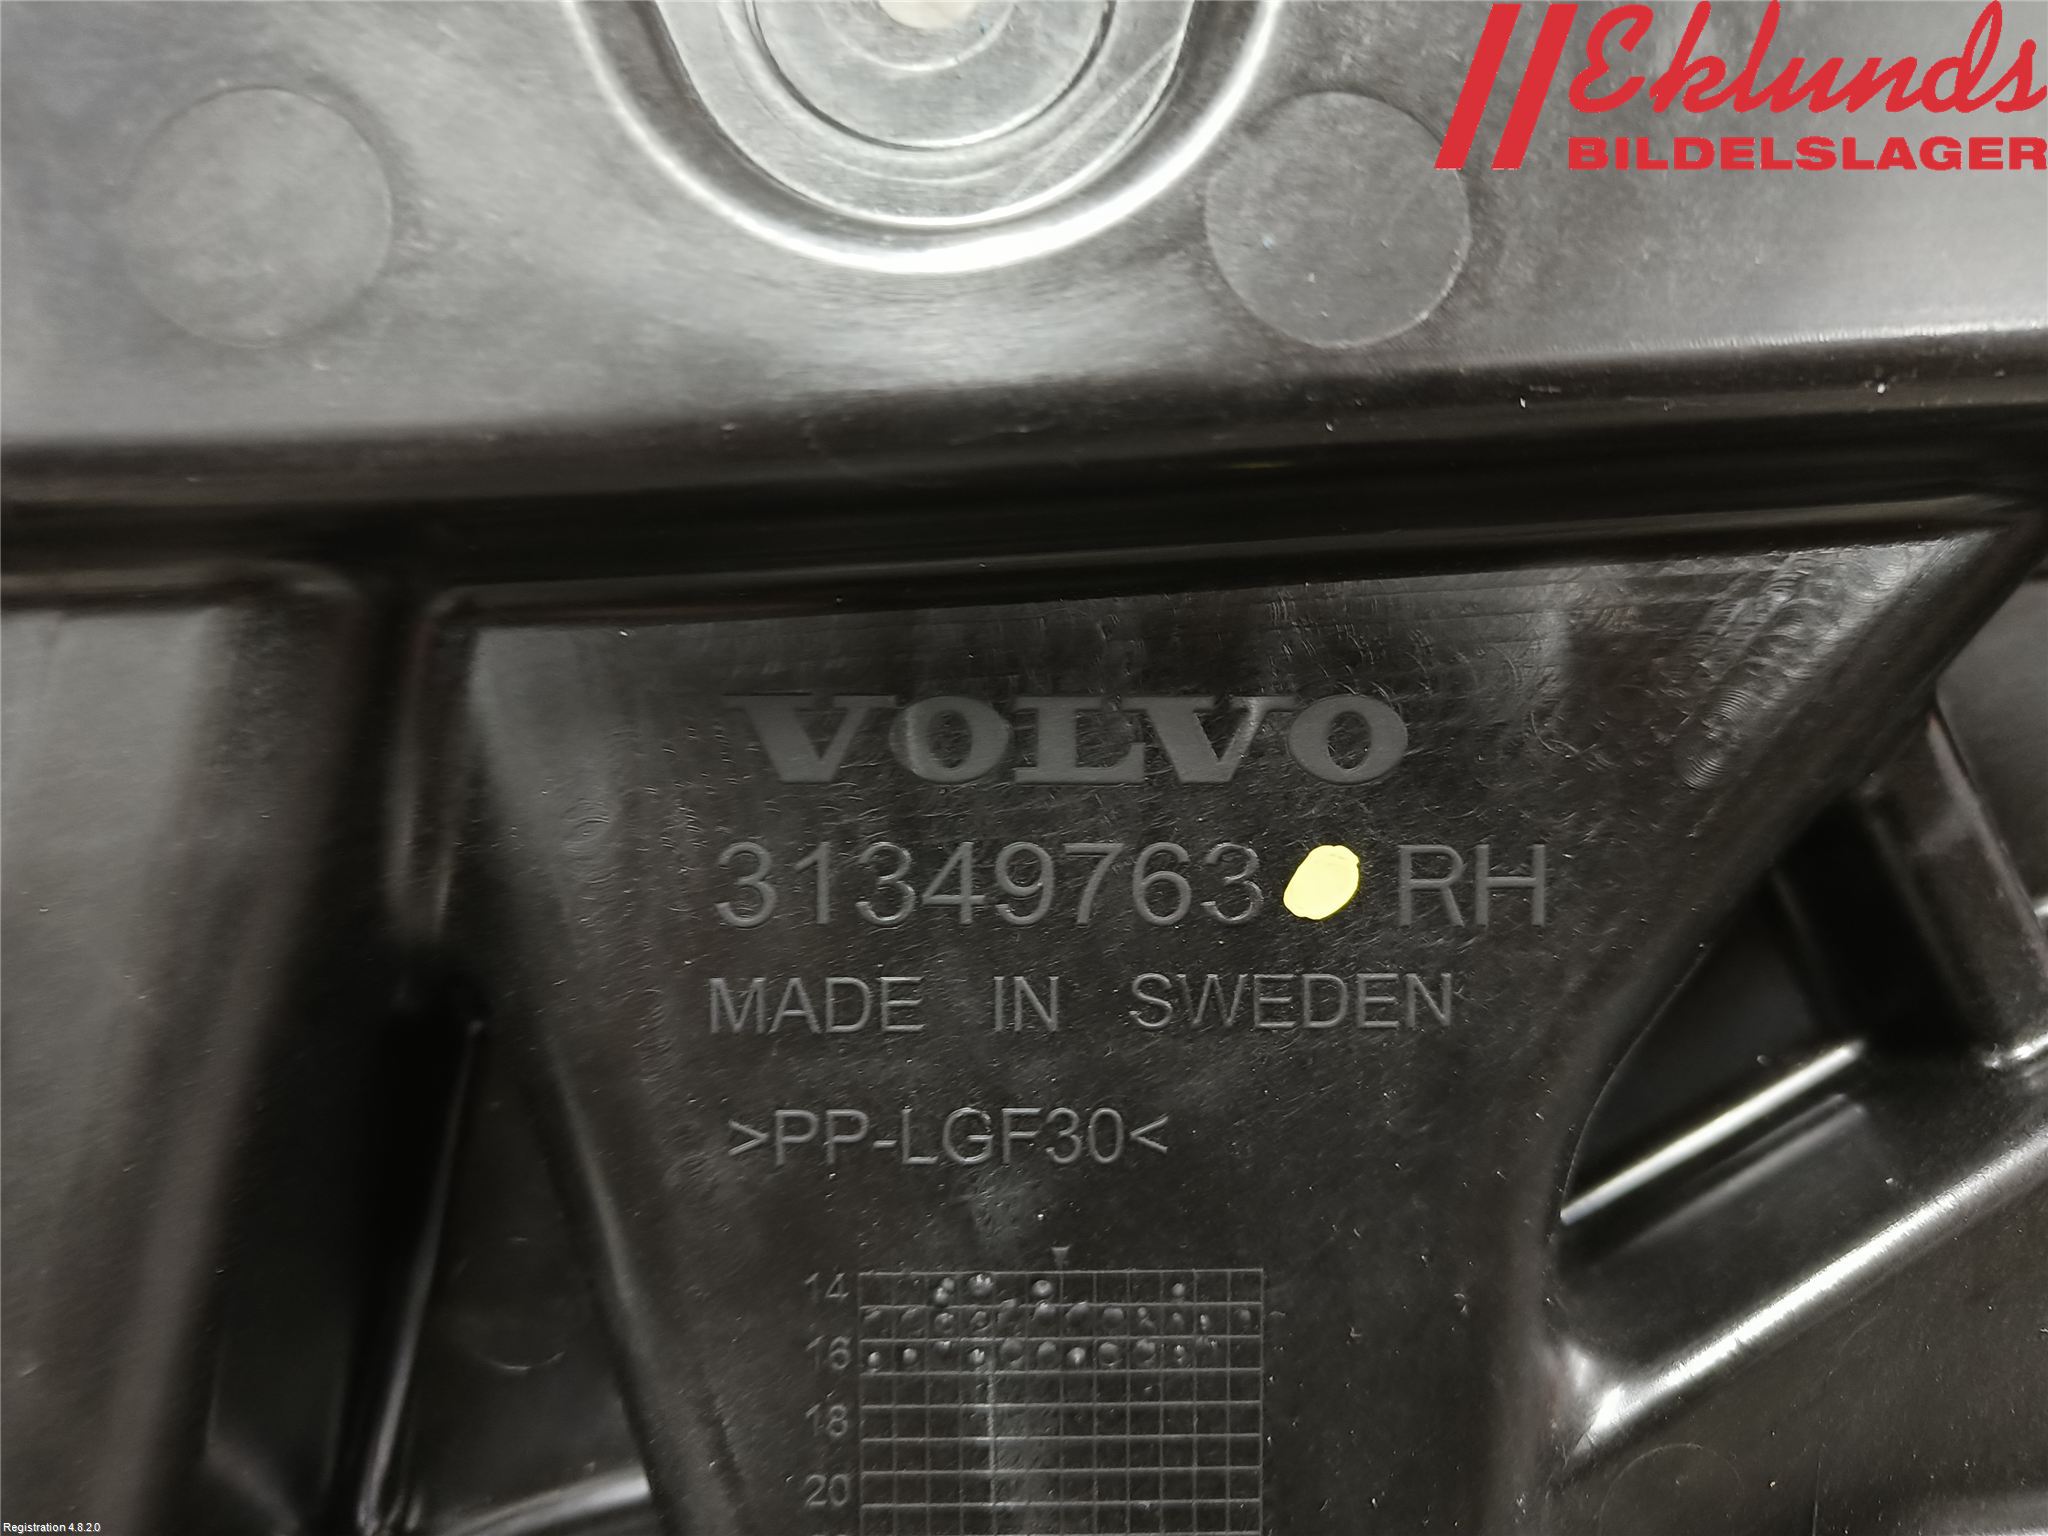 Eklunds
BILDELSLAGER
VOLVO
31349763 RH
MADE IN SWEDEN
>PP-LGF30<
14
16
18
20
Registration 4.8.2.0